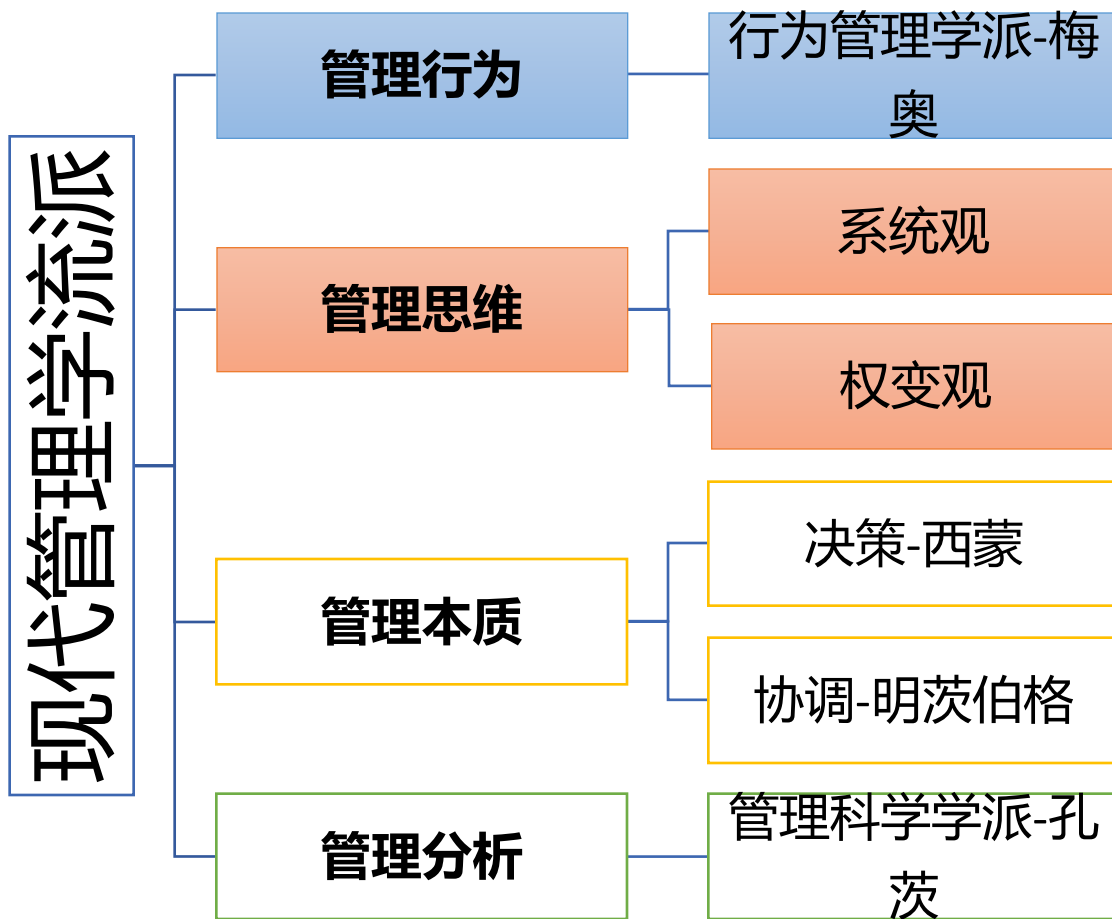 现代管理学流派
管理行为
行为管理学派-梅
奥
管理思维
系统观
权变观
管理本质
决策-西蒙
协调-明茨伯格
管理分析
管理科学学派-孔
茨